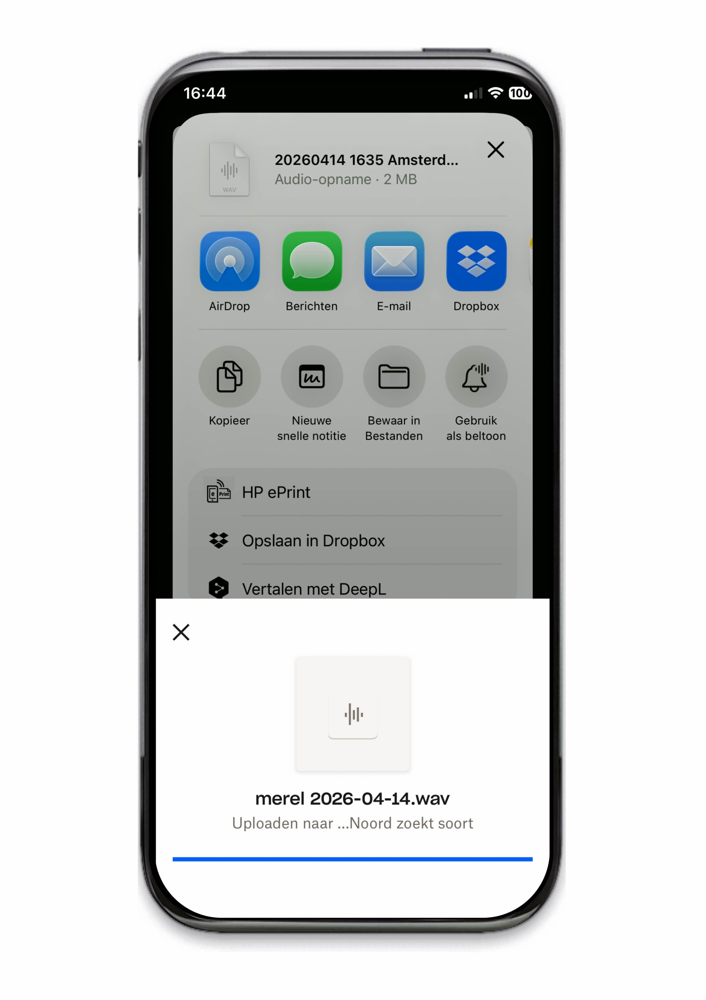 16:44
100
20260414 1635 Amsterd...
Audio-opname · 2 MB
WAV
AirDrop
Berichten
E-mail
Dropbox
Kopieer
Nieuwe
snelle notitie
Bewaar in
Bestanden
Gebruik
als beltoon
e Print
HP ePrint
Opslaan in Dropbox
Vertalen met DeepL
merel 2026-04-14.wav
Uploaden naar ...Noord zoekt soort